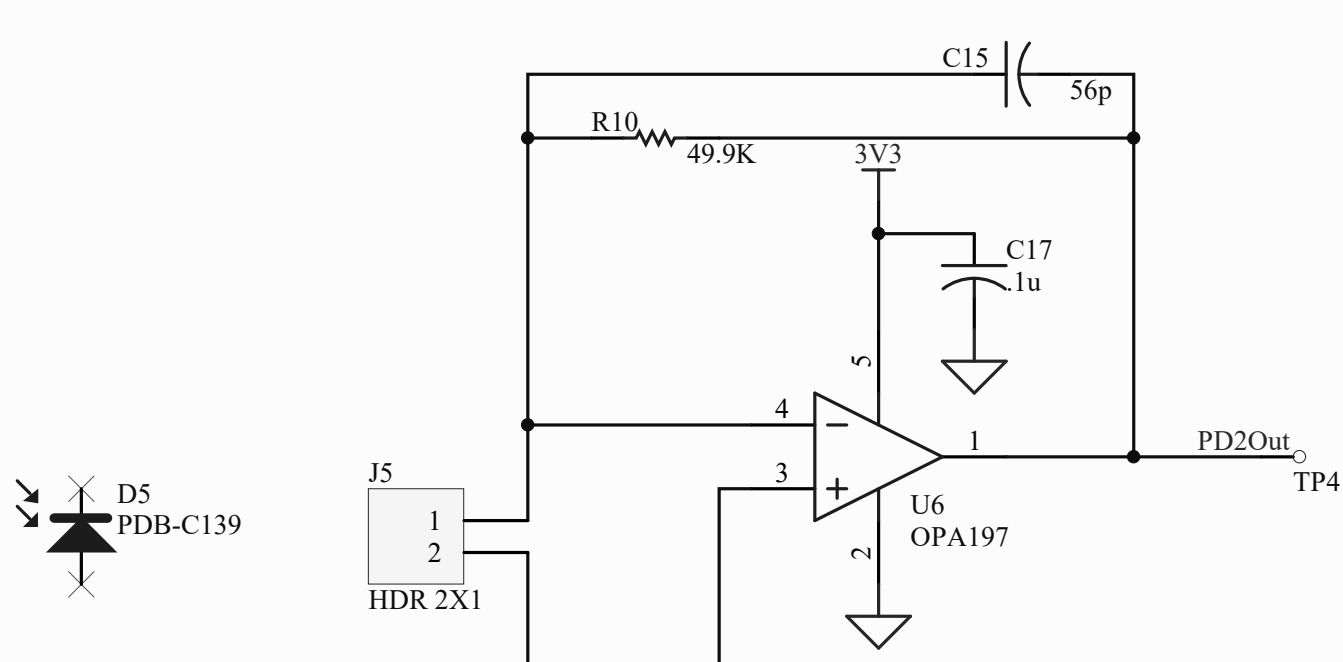 C15
56p
R10
49.9K
3V3
C17
.1u
5
4
1
PD2Out
TP4
3
J5
D5
PDB-C139
1
2
U6
OPA197
2
HDR 2X1